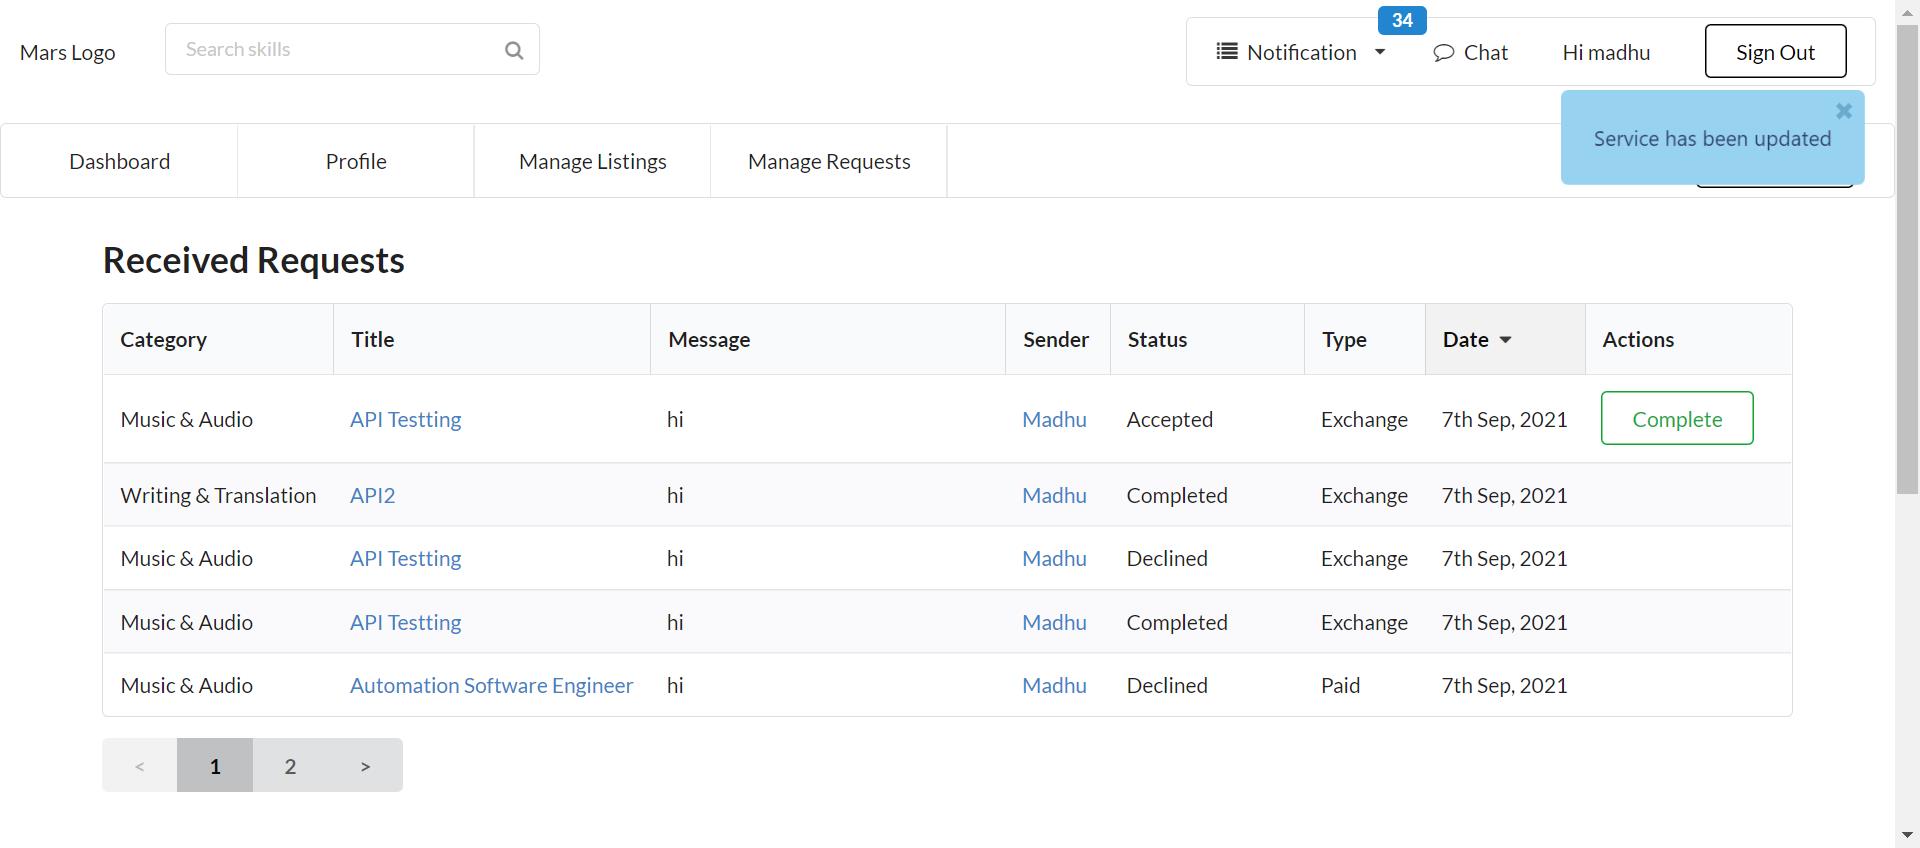 34
Mars Logo Search skills Notification Chat Hi madhu Sign Out
Service has been updated
Dashboard Profile Manage Listings Manage Requests
Received Requests
Category Title Message Sender Status Type Date Actions
Music & Audio API Testting hi Madhu Accepted Exchange 7th Sep, 2021 Complete
Writing & Translation API2 hi Madhu Completed Exchange 7th Sep, 2021
Music & Audio API Testting hi Madhu Declined Exchange 7th Sep, 2021
Music & Audio API Testting hi Madhu Completed Exchange 7th Sep, 2021
Music & Audio Automation Software Engineer hi Madhu Declined Paid 7th Sep, 2021
< 1 2 >